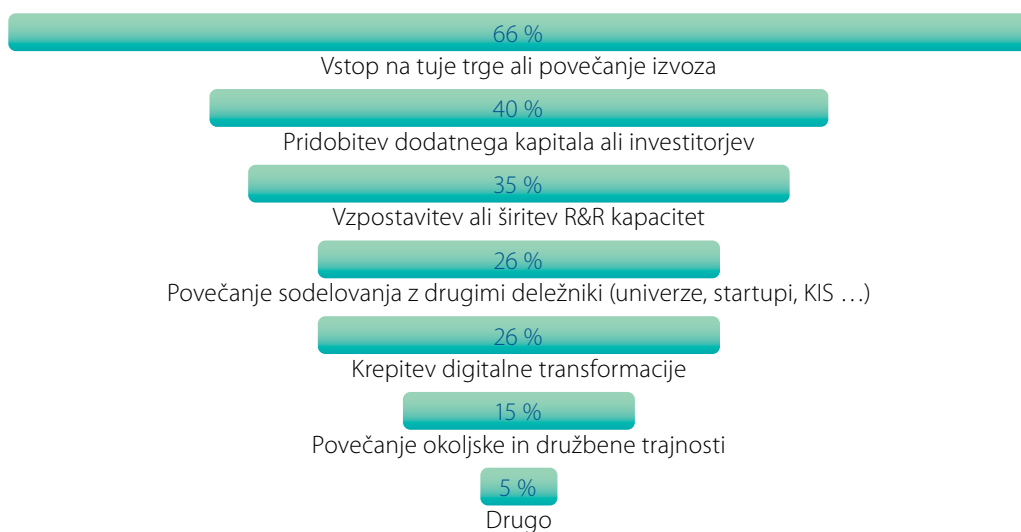 66 %
Vstop na tuje trge ali povečanje izvoza
40 %
Pridobitev dodatnega kapitala ali investitorjev
35 %
Vzpostavitev ali širitev R&R kapacitet
26 %
Povečanje sodelovanja z drugimi deležniki (univerze, startupi, KIS …)
26 %
Krepitev digitalne transformacije
15 %
Povečanje okoljske in družbene trajnosti
5 %
Drugo